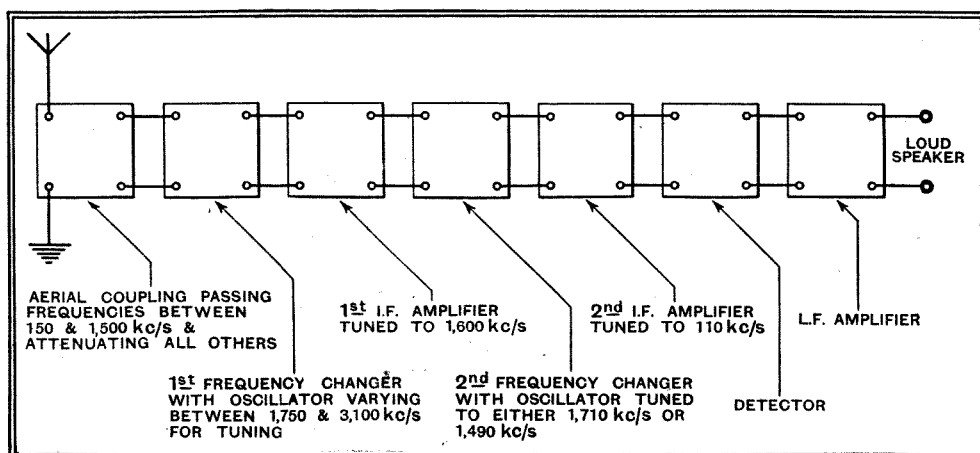 LOUD
SPEAKER
AERIAL COUPLING PASSING
FREQUENCIES BETWEEN
150 & 1,500 kc/s &
ATTENUATING ALL OTHERS
1st FREQUENCY CHANGER
WITH OSCILLATOR VARYING
BETWEEN 1,750 & 3,100 kc/s
FOR TUNING
1st I.F. AMPLIFIER
TUNED TO 1,600 kc/s
2nd FREQUENCY CHANGER
WITH OSCILLATOR TUNED
TO EITHER 1,710 kc/s OR
1,490 kc/s
2nd I.F. AMPLIFIER
TUNED TO 110 kc/s
DETECTOR
L.F. AMPLIFIER